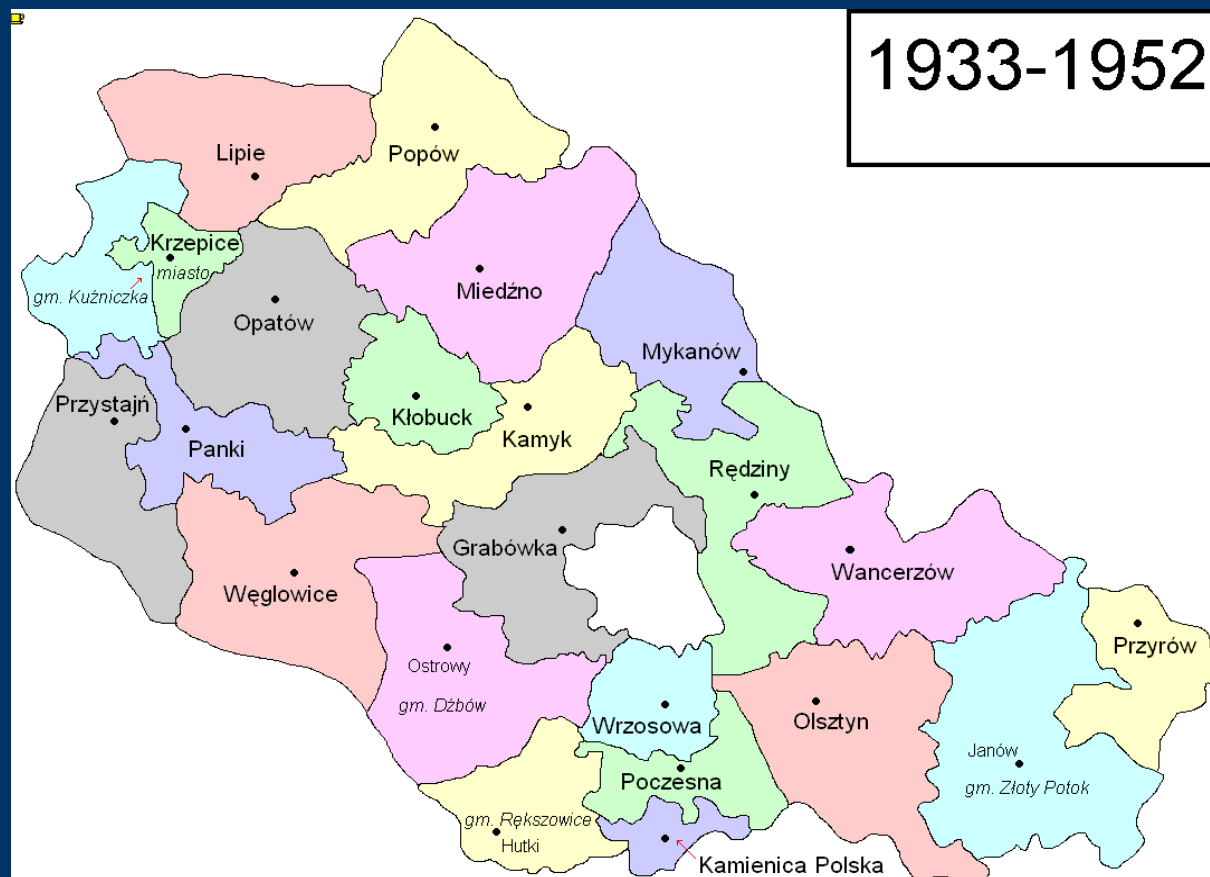 1933-1952
Lipie
Popów
Krzepice
miasto
gm. Kuźniczka
Miedźno
Opatów
Mykanów
Przystajń
Kłobuck
Kamyk
Panki
Rędziny
Grabówka
Wancerzów
Węglowice
Przyrów
Ostrowy
gm. Dźbów
Wrzosowa
Olsztyn
Janów
gm. Złoty Potok
Poczesna
gm. Rększowice
Hutki
Kamienica Polska